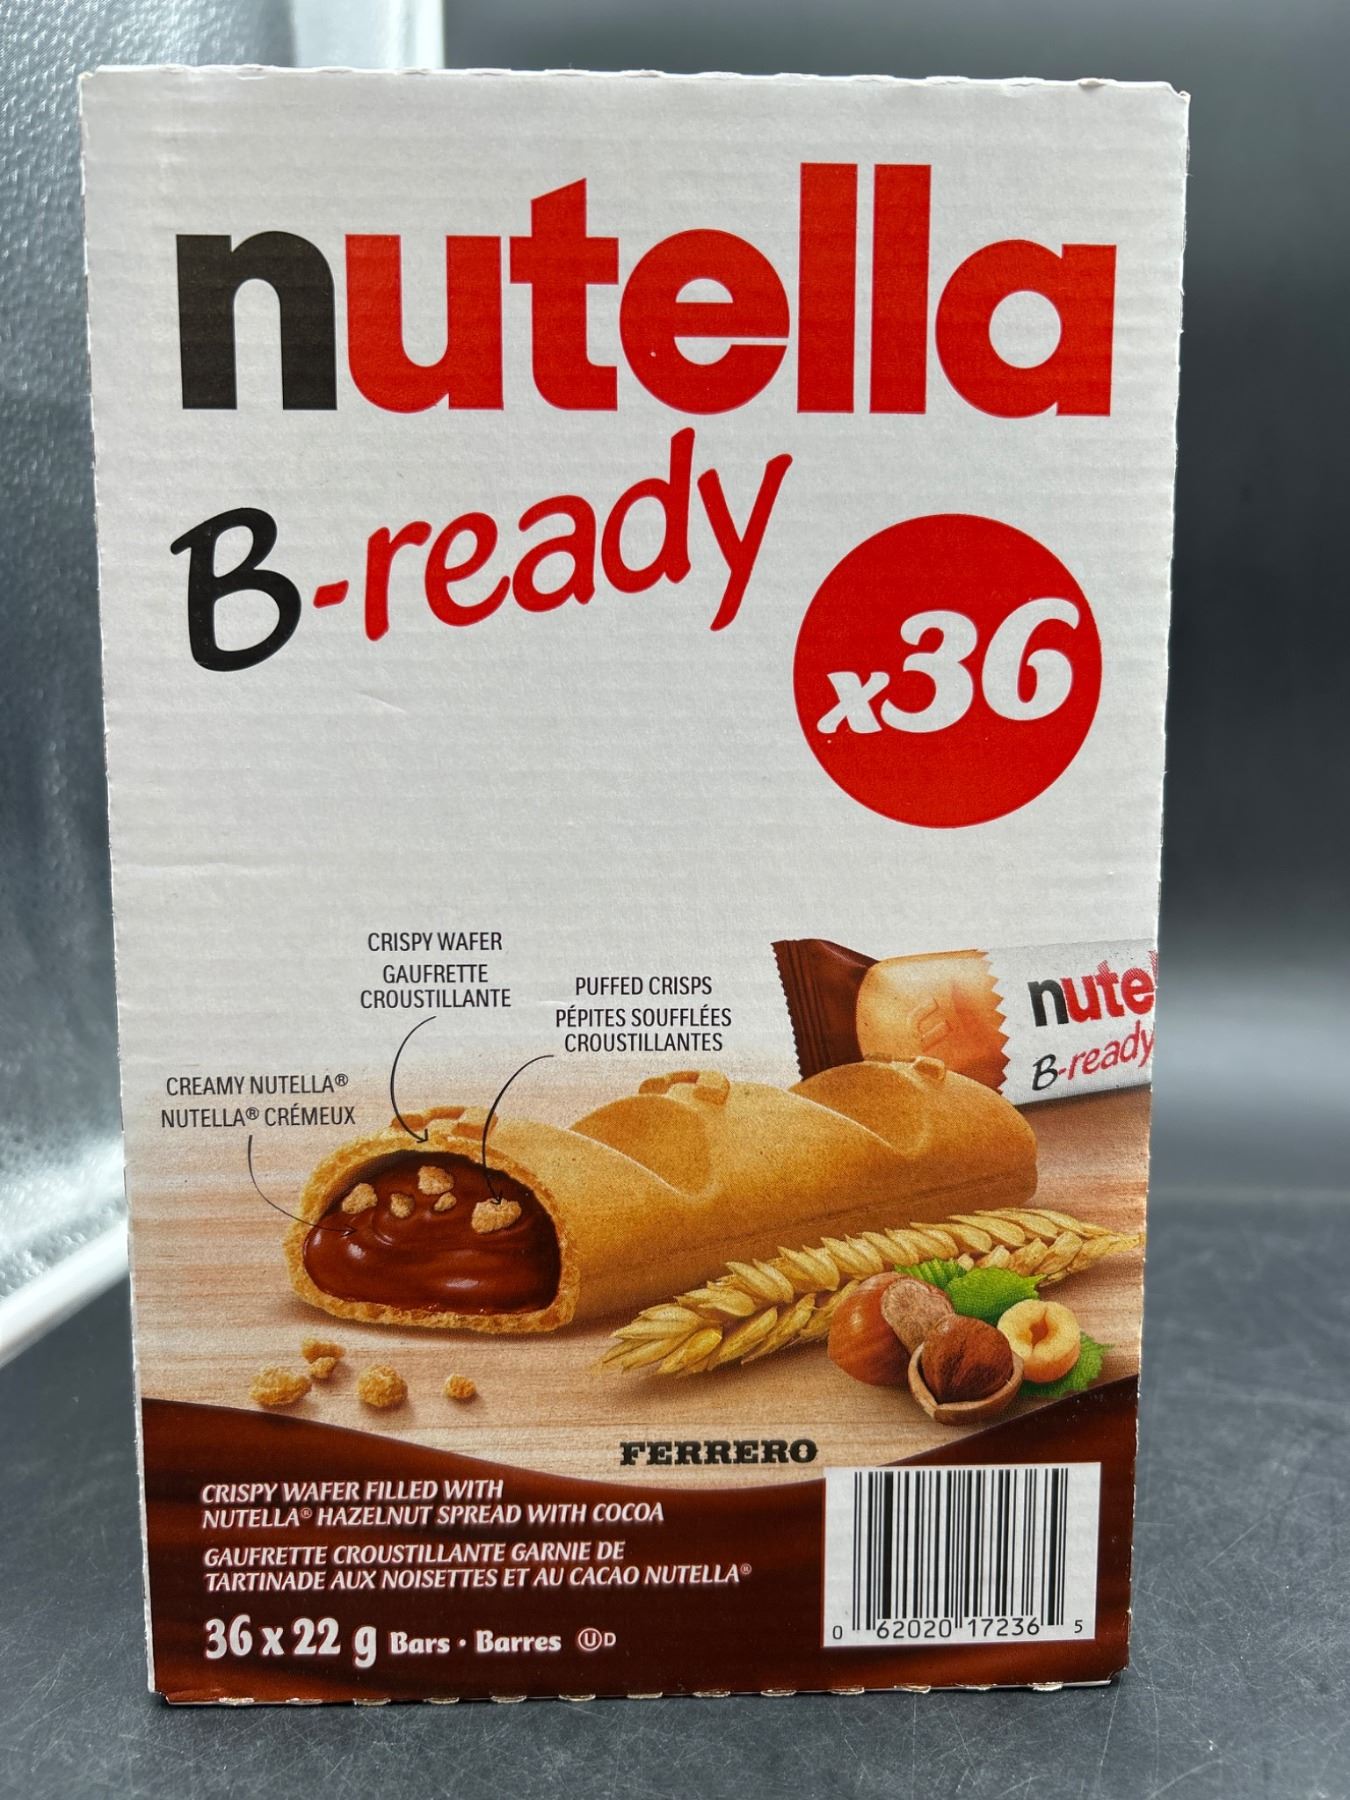 nutella
B-ready
x36
CRISPY WAFER
GAUFRETTE
CROUSTILLANTE
PUFFED CRISPS
PÉPITES SOUFFLÉES
CROUSTILLANTES
CREAMY NUTELLA®
NUTELLA® CRÉMEUX
nute
B-ready
FERRERO
CRISPY WAFER FILLED WITH
NUTELLA® HAZELNUT SPREAD WITH COCOA
GAUFRETTE CROUSTILLANTE GARNIE DE
TARTINADE AUX NOISETTES ET AU CACAO NUTELLA®
36 x 22 g Bars • Barres ⓊD
0 62020 17236 5